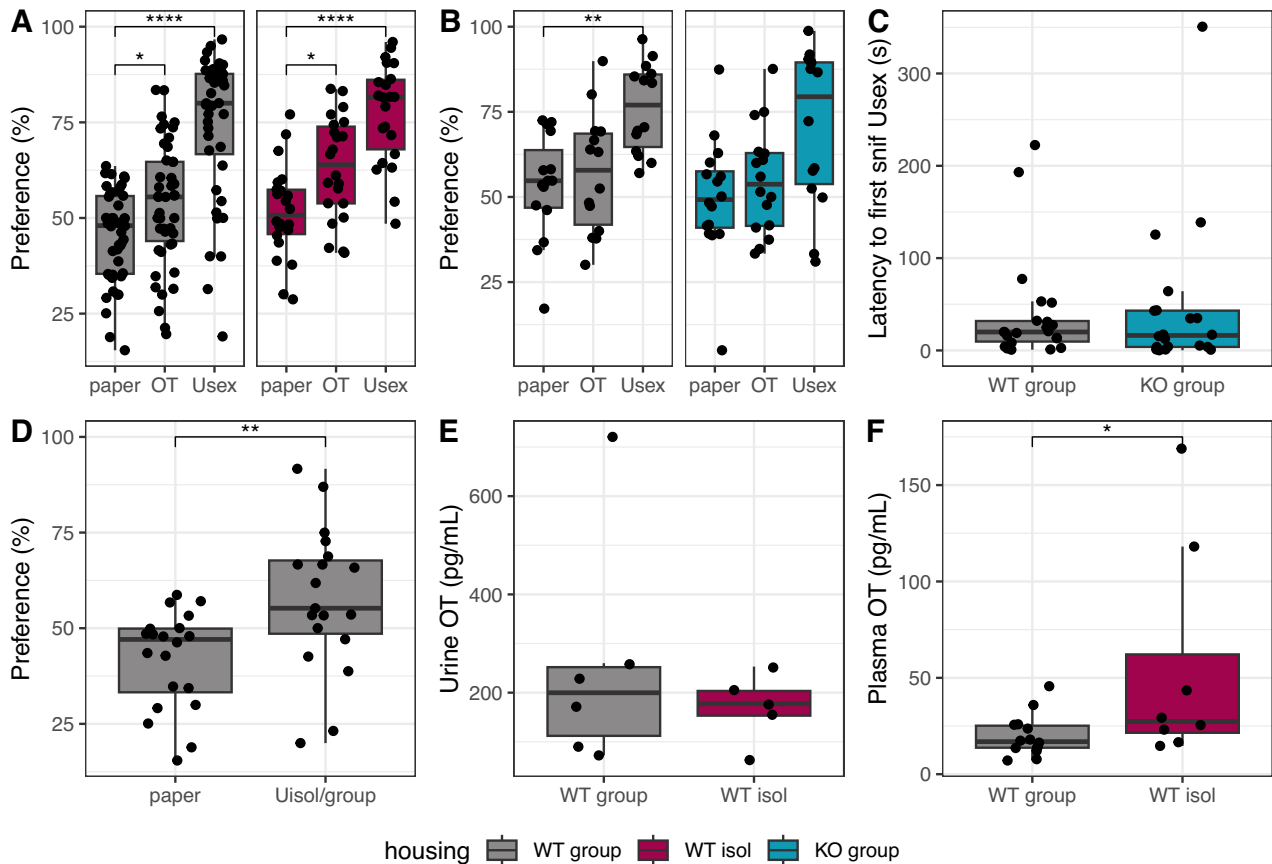 A
Preference (%)
100
75
50
25
****
*
****
*
paper OT Usex
paper OT Usex
B
Preference (%)
100
75
50
25
**
paper OT Usex
paper OT Usex
C
Latency to first snif Usex (s)
300
200
100
0
WT group KO group
D
Preference (%)
100
75
50
25
**
paper Uisol/group
E
Urine OT (pg/mL)
600
400
200
WT group WT isol
F
Plasma OT (pg/mL)
150
100
50
0
*
WT group WT isol
housing WT group WT isol KO group